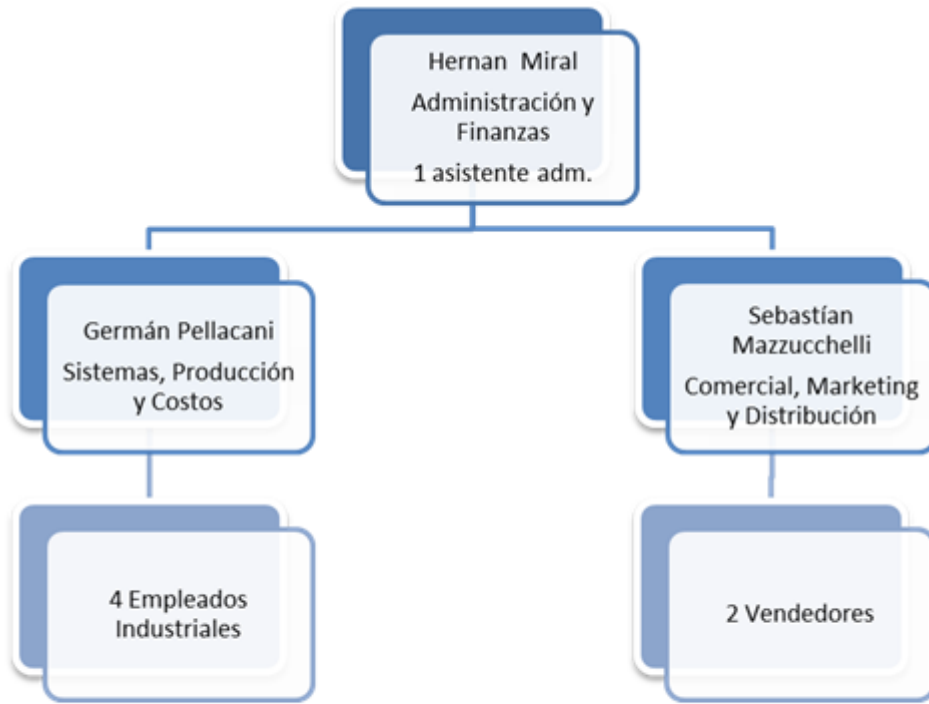 Hernan Miral
Administración y
Finanzas
1 asistente adm.
Germán Pellacani
Sistemas, Producción
y Costos
Sebastían
Mazzucchelli
Comercial, Marketing
y Distribución
4 Empleados
Industriales
2 Vendedores